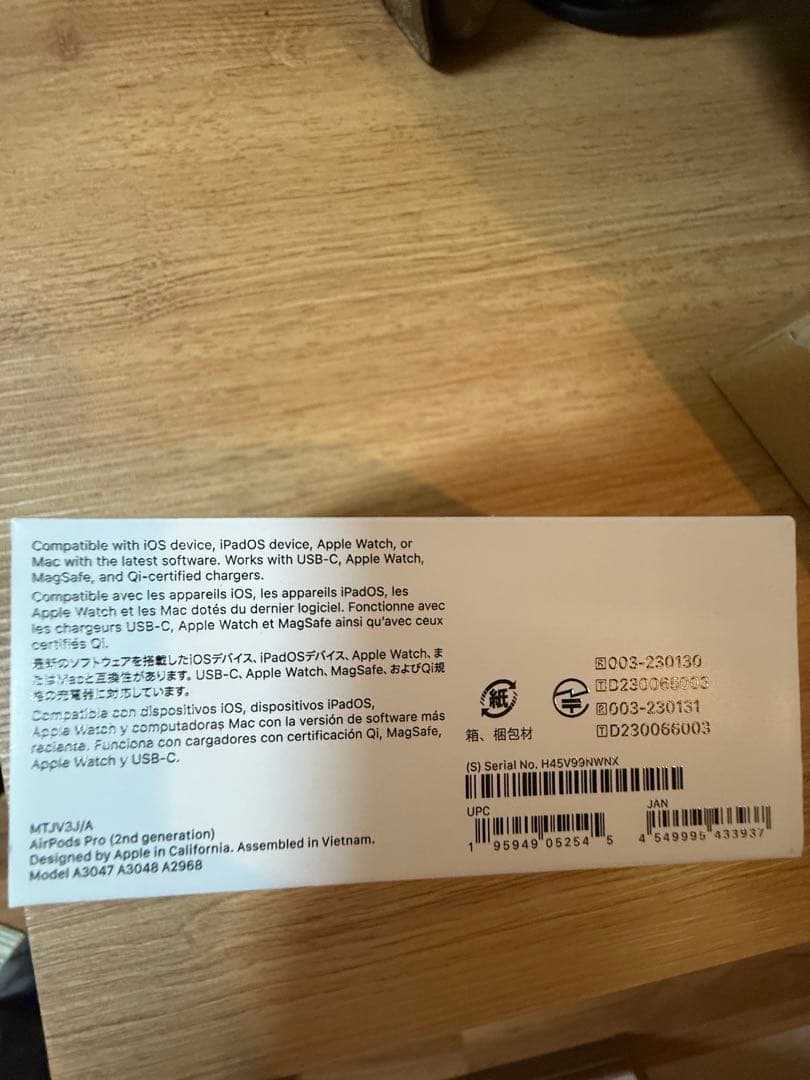 Compatible with iOS device, iPadOS device, Apple Watch, or
Mac with the latest software. Works with USB-C, Apple Watch,
MagSafe, and Qi-certified chargers.
Compatible avec les appareils iOS, les appareils iPadOS, les
Apple Watch et les Mac dotés du dernier logiciel. Fonctionne avec
les chargeurs USB-C, Apple Watch et MagSafe ainsi qu'avec ceux
certifiés Qi.
最新のソフトウェアを搭載したiOSデバイス、iPadOSデバイス、Apple Watch、ま
たはMacと互換性があります。USB-C、Apple Watch、MagSafe、およびQi規
格の充電器に対応しています。
Compatible con dispositivos iOS, dispositivos iPadOS,
Apple Watch y computadoras Mac con la versión de software más
reciente. Funciona con cargadores con certificación Qi, MagSafe,
Apple Watch y USB-C.
MTJV3J/A
AirPods Pro (2nd generation)
Designed by Apple in California. Assembled in Vietnam.
Model A3047 A3048 A2968
紙
箱、梱包材
R 003-230130
T D230065003
R 003-230131
T D230066003
(S) Serial No. H45V99NWNX
UPC
1 95949 05254 5
JAN
4 549995 433937